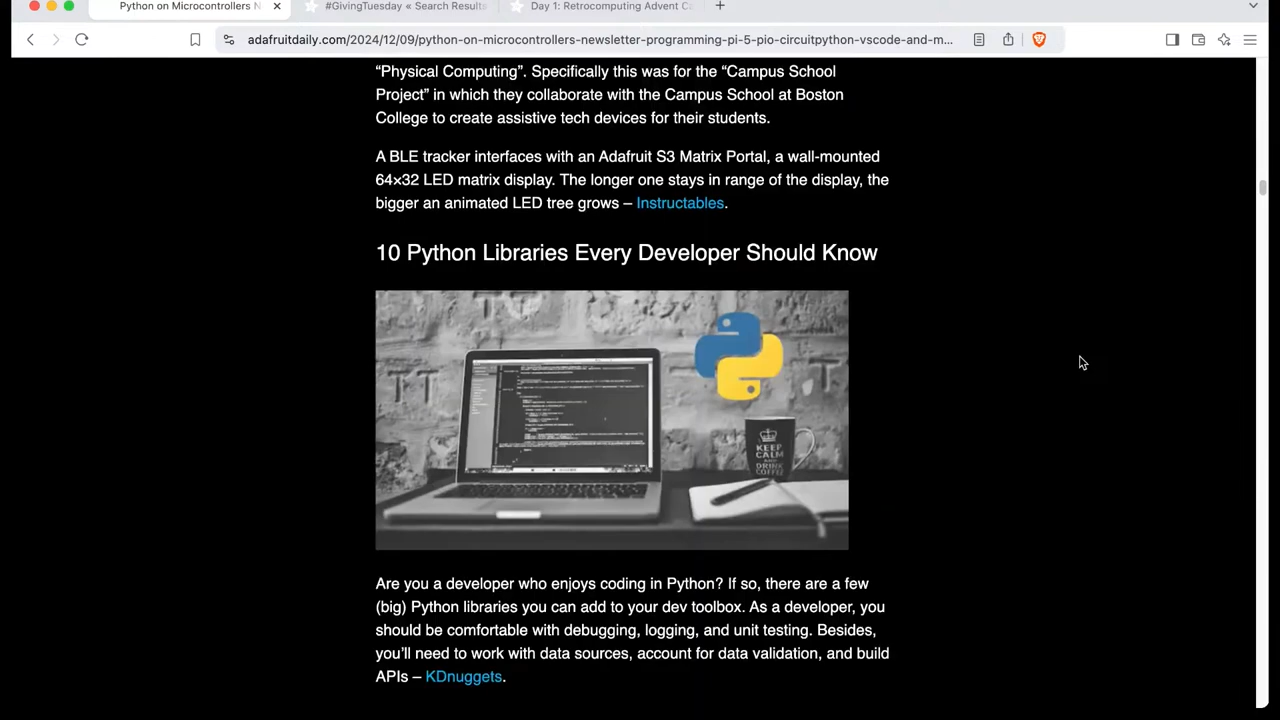 Python on Microcontrollers N
#GivingTuesday « Search Results
Day 1: Retrocomputing Advent C
adafruitdaily.com/2024/12/09/python-on-microcontrollers-newsletter-programming-pi-5-pio-circuitpython-vscode-and-m...
“Physical Computing”. Specifically this was for the “Campus School
Project” in which they collaborate with the Campus School at Boston
College to create assistive tech devices for their students.
A BLE tracker interfaces with an Adafruit S3 Matrix Portal, a wall-mounted
64×32 LED matrix display. The longer one stays in range of the display, the
bigger an animated LED tree grows – Instructables.
10 Python Libraries Every Developer Should Know
KEEP
CALM
AND
DRINK
COFFEE
Are you a developer who enjoys coding in Python? If so, there are a few
(big) Python libraries you can add to your dev toolbox. As a developer, you
should be comfortable with debugging, logging, and unit testing. Besides,
you’ll need to work with data sources, account for data validation, and build
APIs – KDnuggets.